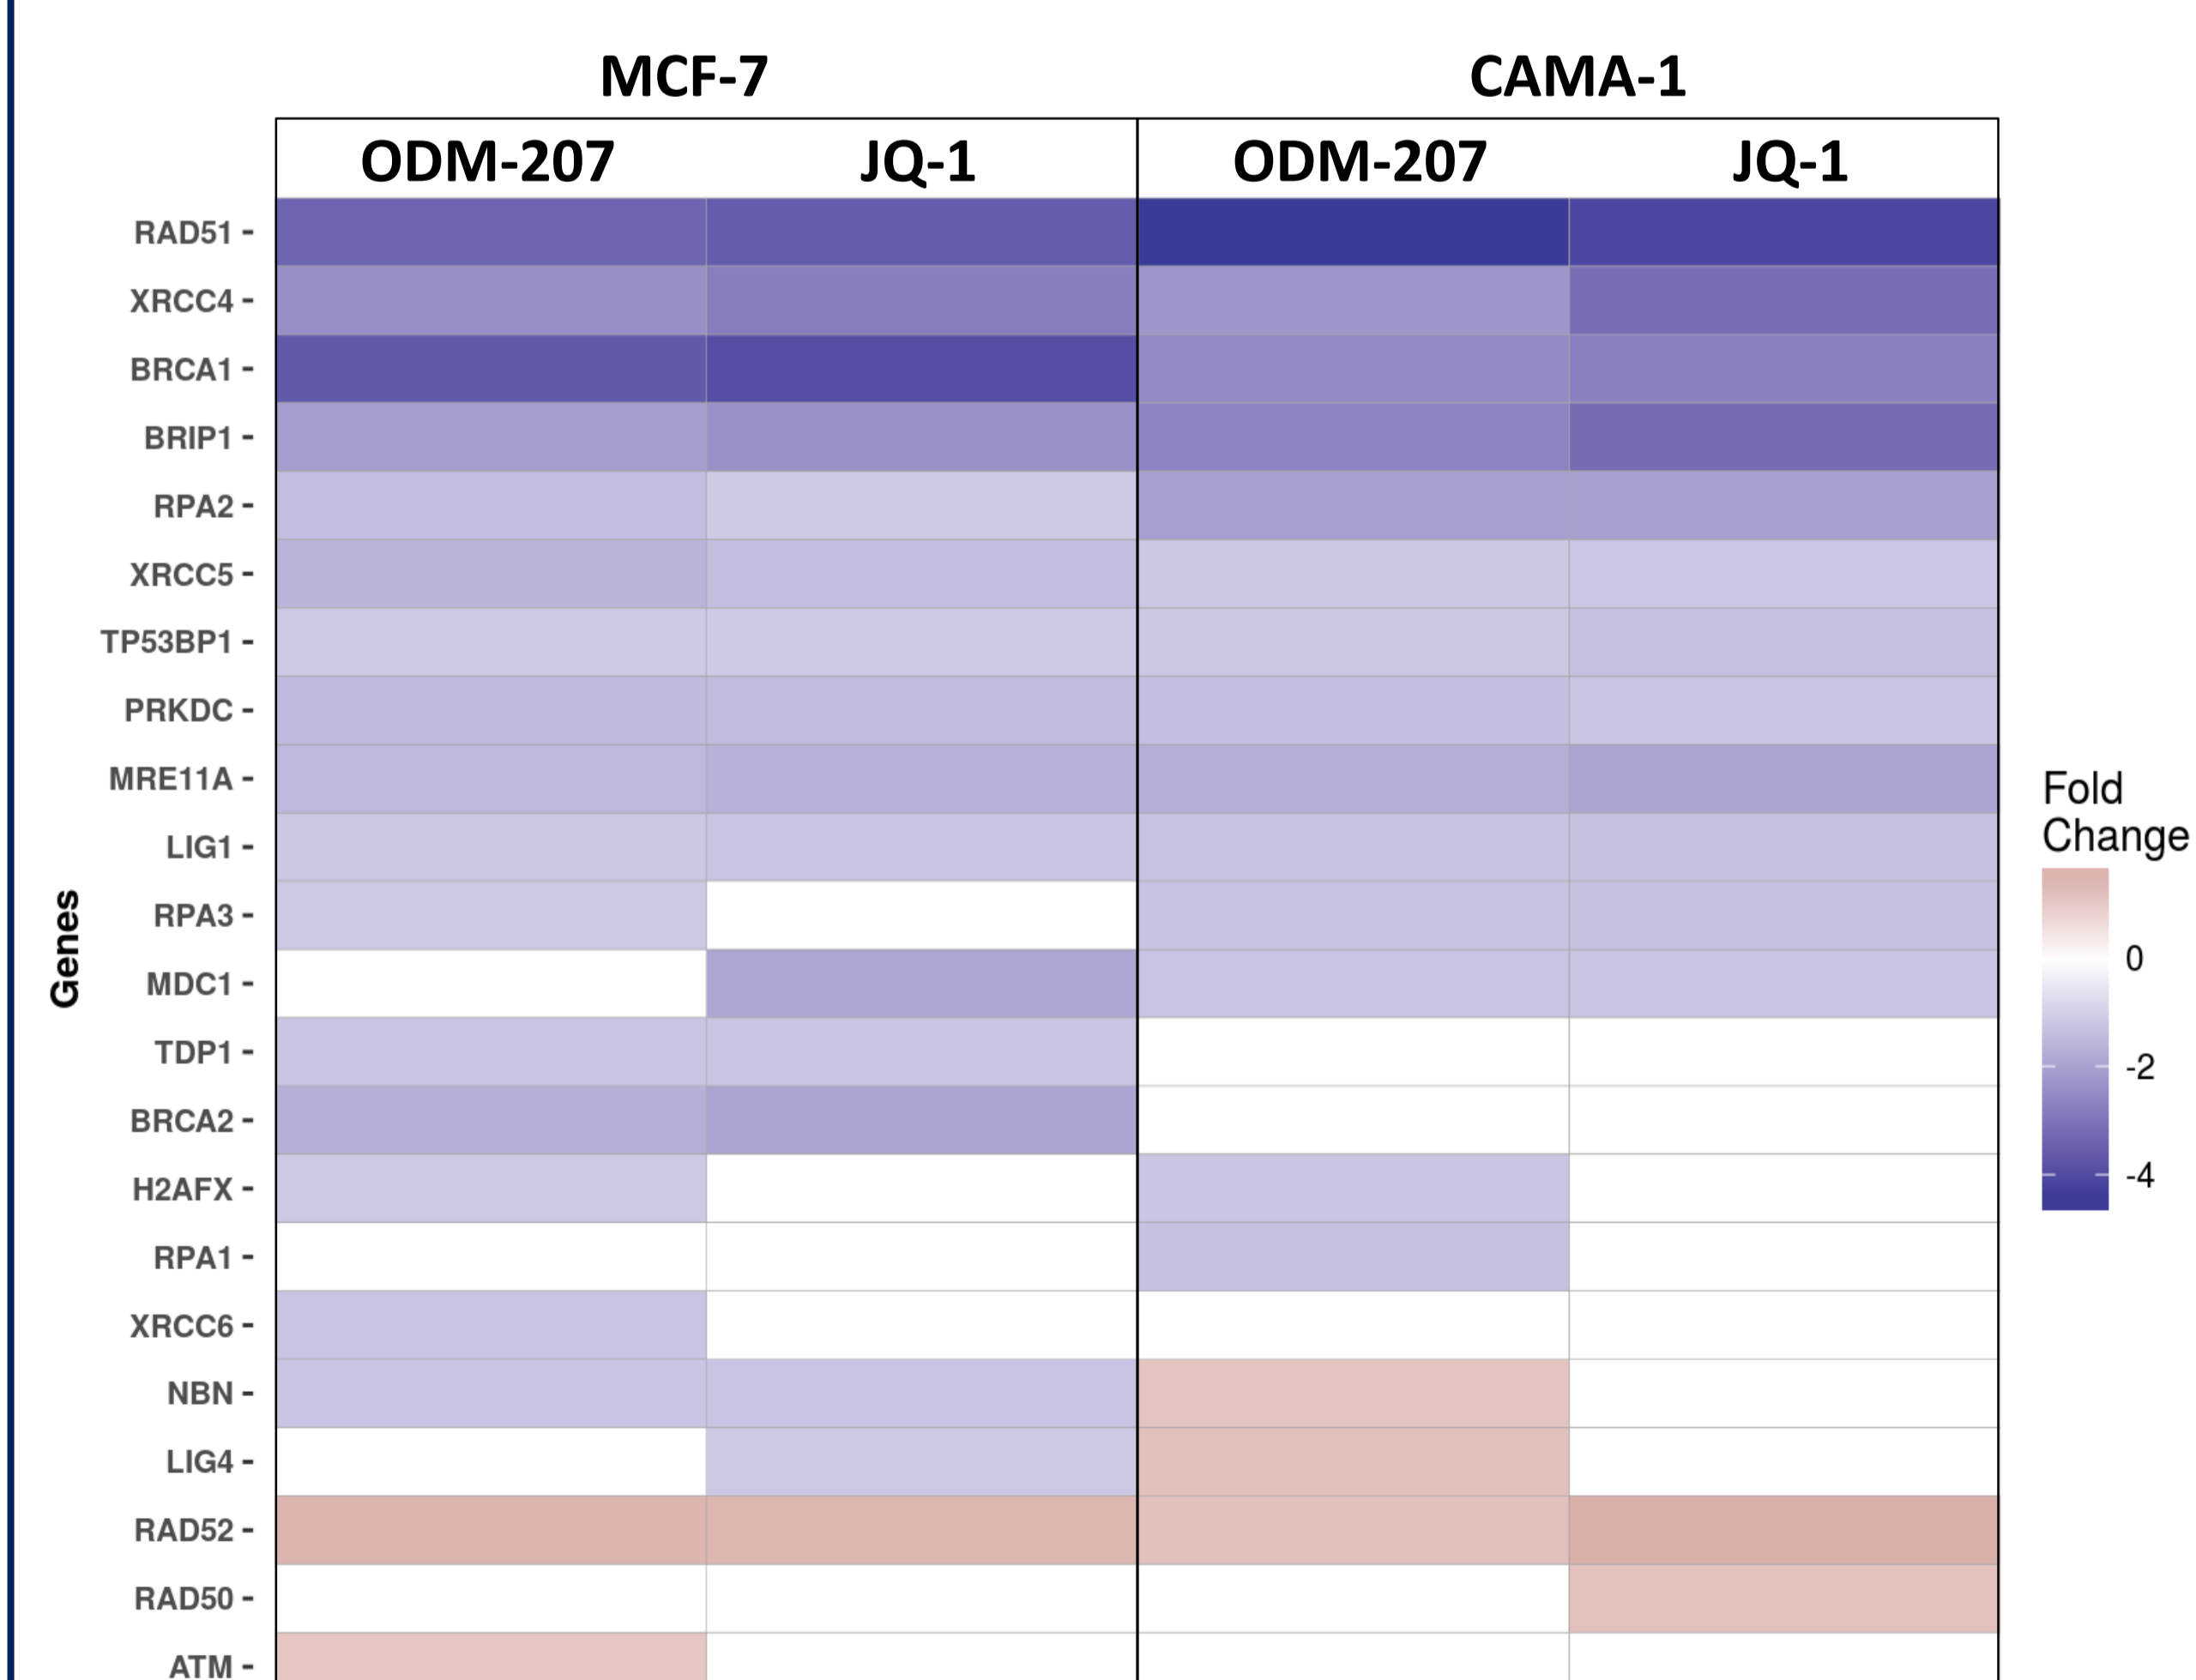 MCF-7 CAMA-1
ODM-207 JQ-1 ODM-207 JQ-1
RAD51
XRCC4
BRCA1
BRIP1
RPA2
XRCC5
TP53BP1
PRKDC
MRE11A
LIG1
RPA3
MDC1
TDP1
BRCA2
H2AFX
RPA1
XRCC6
NBN
LIG4
RAD52
RAD50
ATM
Genes
Fold
Change
0
-2
-4